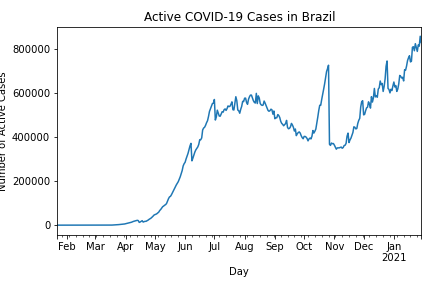 Active COVID-19 Cases in Brazil
Number of Active Cases
800000
600000
400000
200000
0
Feb Mar Apr May Jun Jul Aug Sep Oct Nov Dec Jan
2021
Day